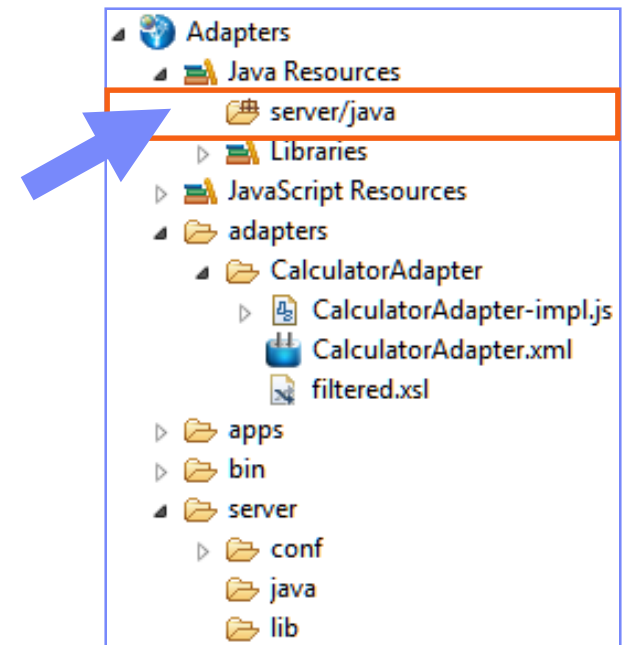 Adapters
Java Resources
server/java
Libraries
JavaScript Resources
adapters
CalculatorAdapter
CalculatorAdapter-impl.js
CalculatorAdapter.xml
filtered.xsl
apps
bin
server
conf
java
lib